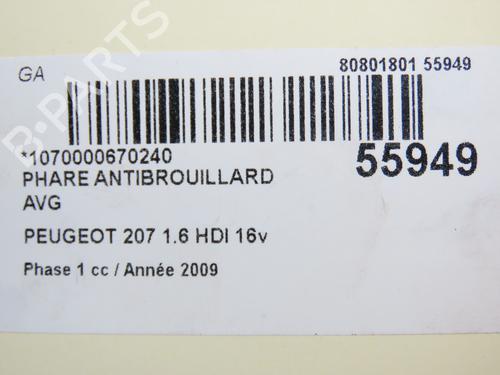 GA
80801801 55949
*1070000670240
55949
PHARE ANTIBROUILLARD
AVG
PEUGEOT 207 1.6 HDI 16v
Phase 1 cc / Année 2009
B-PARTS